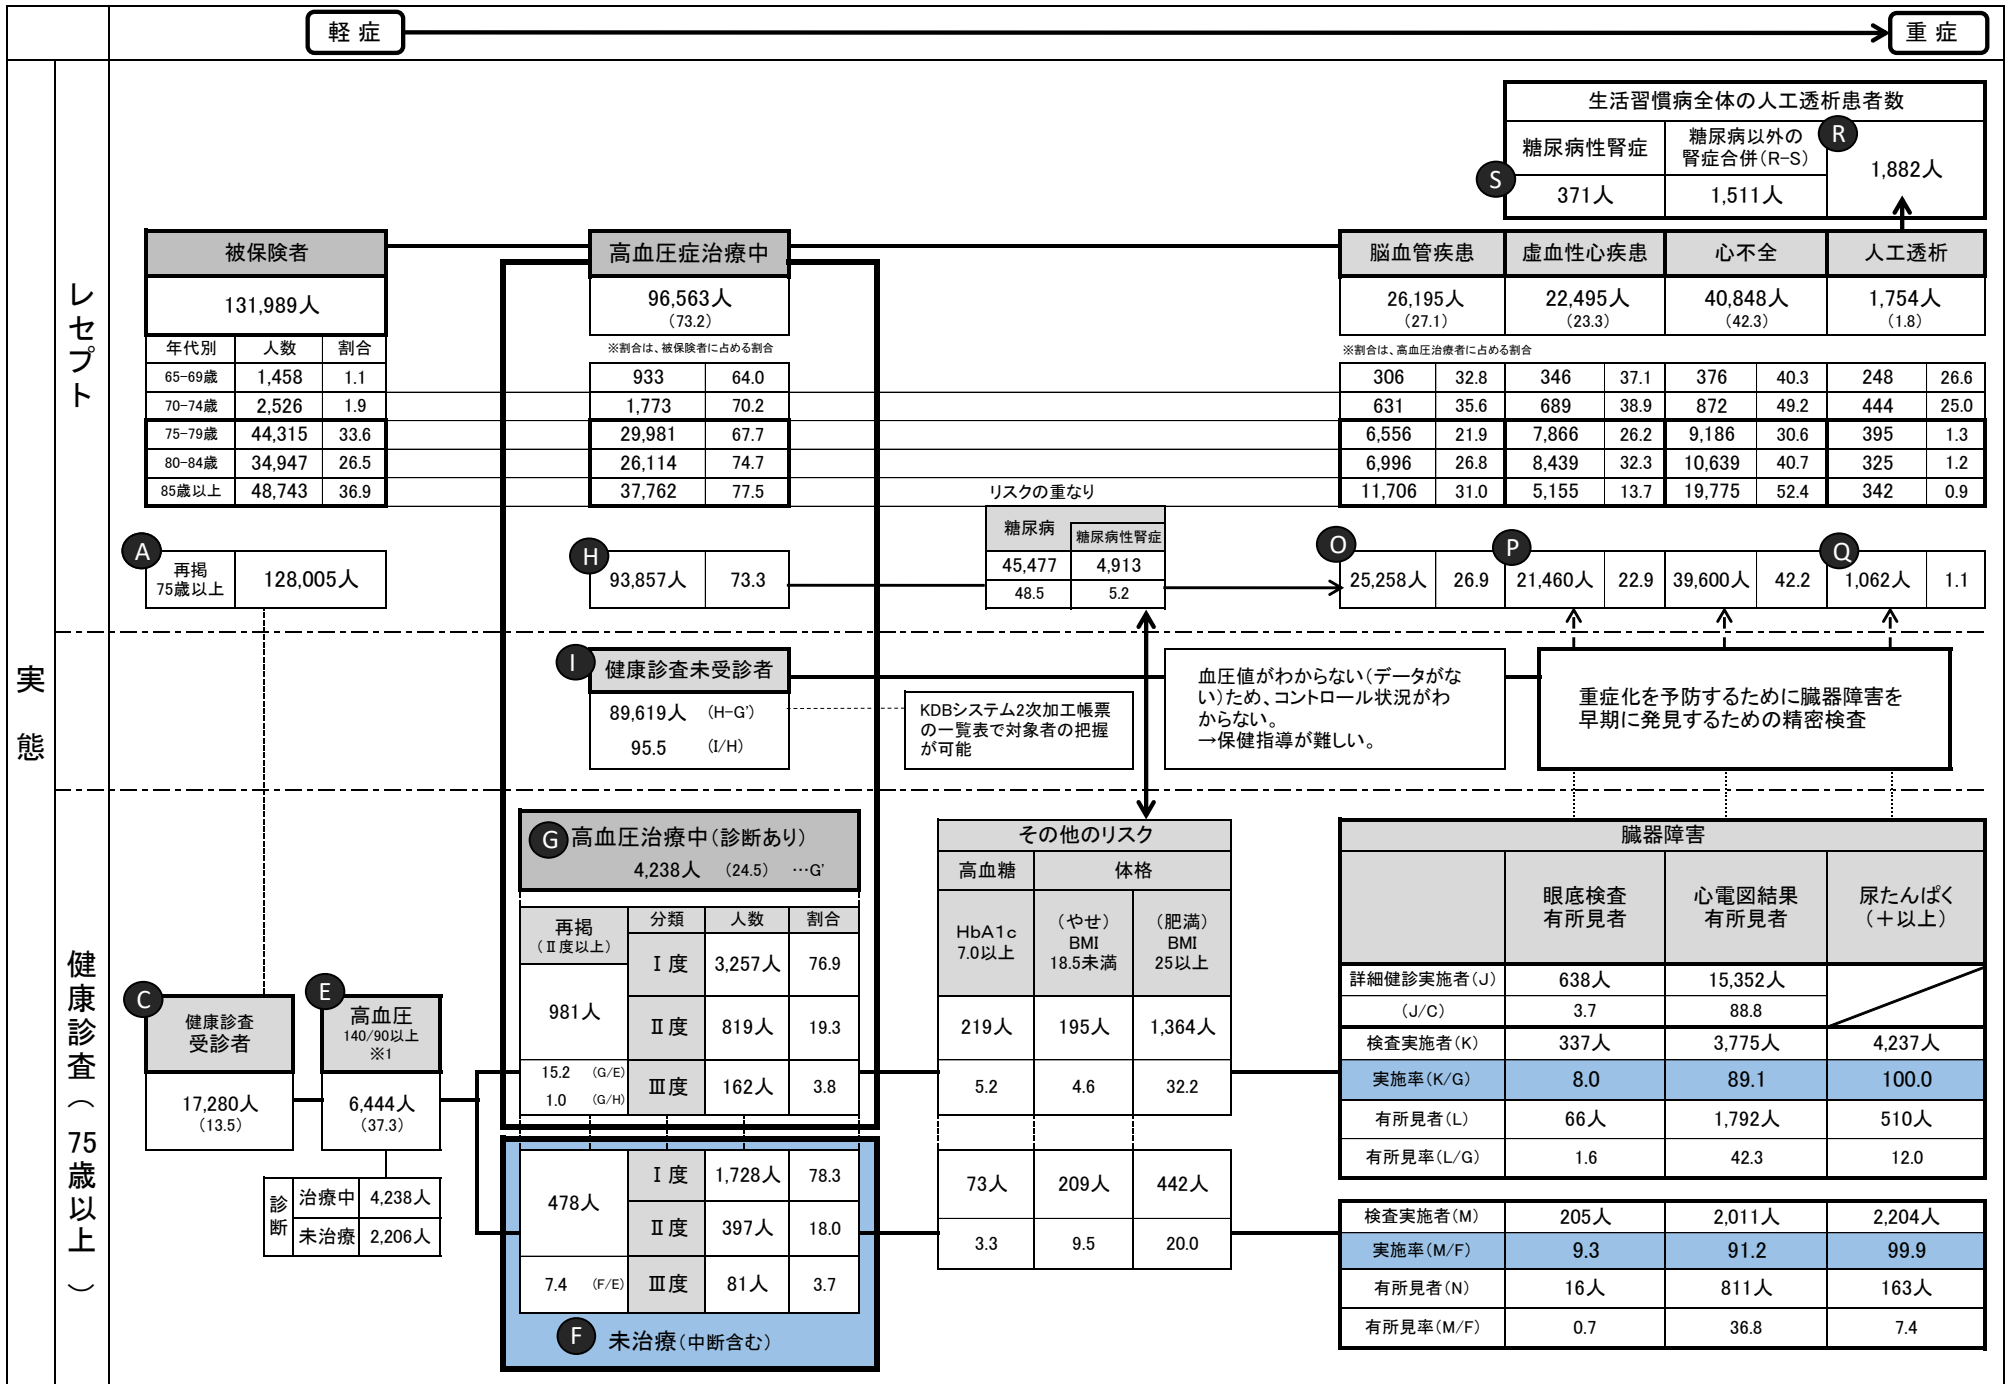 軽症
重症
実態
レセプト
健康診査（75歳以上）
生活習慣病全体の人工透析患者数
糖尿病性腎症
糖尿病以外の
腎症合併(R-S)
R
1,882人
S
371人
1,511人
被保険者
131,989人
年代別 人数 割合
65-69歳 1,458 1.1
70-74歳 2,526 1.9
75-79歳 44,315 33.6
80-84歳 34,947 26.5
85歳以上 48,743 36.9
高血圧症治療中
96,563人
(73.2)
※割合は、被保険者に占める割合
933 64.0
1,773 70.2
29,981 67.7
26,114 74.7
37,762 77.5
脳血管疾患 虚血性心疾患 心不全 人工透析
26,195人 22,495人 40,848人 1,754人
(27.1) (23.3) (42.3) (1.8)
※割合は、高血圧治療者に占める割合
306 32.8 346 37.1 376 40.3 248 26.6
631 35.6 689 38.9 872 49.2 444 25.0
6,556 21.9 7,866 26.2 9,186 30.6 395 1.3
6,996 26.8 8,439 32.3 10,639 40.7 325 1.2
11,706 31.0 5,155 13.7 19,775 52.4 342 0.9
リスクの重なり
糖尿病
糖尿病性腎症
45,477 4,913
48.5 5.2
A
再掲
75歳以上
128,005人
H
93,857人 73.3
O P Q
25,258人 26.9 21,460人 22.9 39,600人 42.2 1,062人 1.1
I
健康診査未受診者
89,619人 (H-G')
95.5 (I/H)
KDBシステム2次加工帳票
の一覧表で対象者の把握
が可能
血圧値がわからない(データがな
い)ため、コントロール状況がわ
からない。
→保健指導が難しい。
重症化を予防するために臓器障害を
早期に発見するための精密検査
G
高血圧治療中(診断あり)
4,238人 (24.5) …G'
再掲
(Ⅱ度以上)
分類 人数 割合
Ⅰ度 3,257人 76.9
981人
Ⅱ度 819人 19.3
15.2 (G/E)
1.0 (G/H)
Ⅲ度 162人 3.8
C
健康診査
受診者
17,280人
(13.5)
E
高血圧
140/90以上
※1
6,444人
(37.3)
診断
治療中 4,238人
未治療 2,206人
478人
Ⅰ度 1,728人 78.3
Ⅱ度 397人 18.0
7.4 (F/E)
Ⅲ度 81人 3.7
F
未治療(中断含む)
その他のリスク
高血糖 体格
HbA1c
7.0以上
(やせ)
BMI
18.5未満
(肥満)
BMI
25以上
219人 195人 1,364人
5.2 4.6 32.2
73人 209人 442人
3.3 9.5 20.0
臓器障害
眼底検査
有所見者
心電図結果
有所見者
尿たんぱく
(＋以上)
詳細健診実施者(J) 638人 15,352人
(J/C) 3.7 88.8
検査実施者(K) 337人 3,775人 4,237人
実施率(K/G) 8.0 89.1 100.0
有所見者(L) 66人 1,792人 510人
有所見率(L/G) 1.6 42.3 12.0
検査実施者(M) 205人 2,011人 2,204人
実施率(M/F) 9.3 91.2 99.9
有所見者(N) 16人 811人 163人
有所見率(M/F) 0.7 36.8 7.4